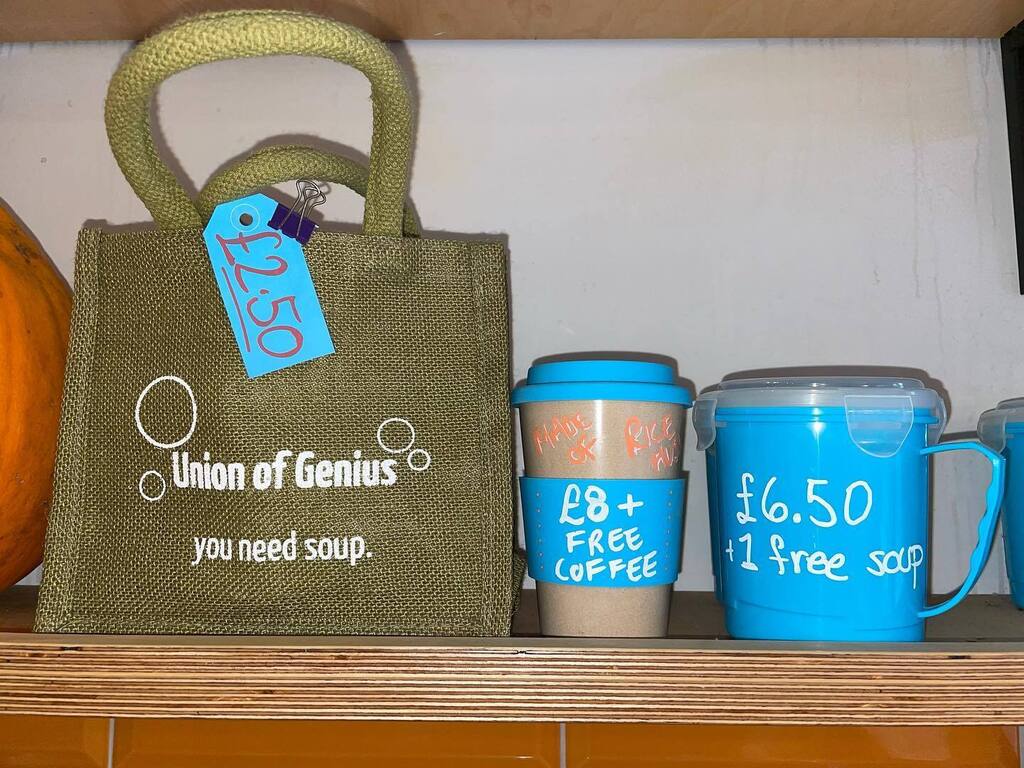 £2.50
Union of Genius
you need soup.
MADE RICE
OF
£8 +
FREE
COFFEE
£6.50
+1 free soup